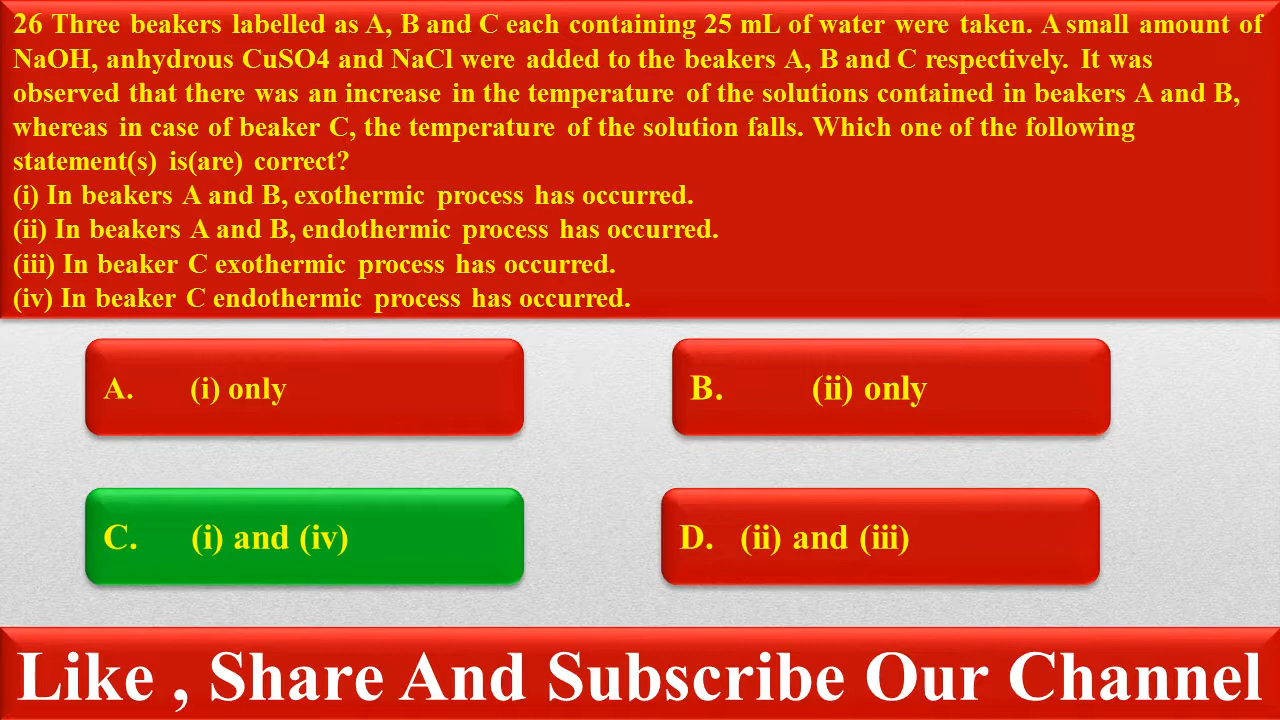 26 Three beakers labelled as A, B and C each containing 25 mL of water were taken. A small amount of
NaOH, anhydrous CuSO4 and NaCl were added to the beakers A, B and C respectively. It was
observed that there was an increase in the temperature of the solutions contained in beakers A and B,
whereas in case of beaker C, the temperature of the solution falls. Which one of the following
statement(s) is(are) correct?
(i) In beakers A and B, exothermic process has occurred.
(ii) In beakers A and B, endothermic process has occurred.
(iii) In beaker C exothermic process has occurred.
(iv) In beaker C endothermic process has occurred.
A. (i) only
B. (ii) only
C. (i) and (iv)
D. (ii) and (iii)
Like , Share And Subscribe Our Channel